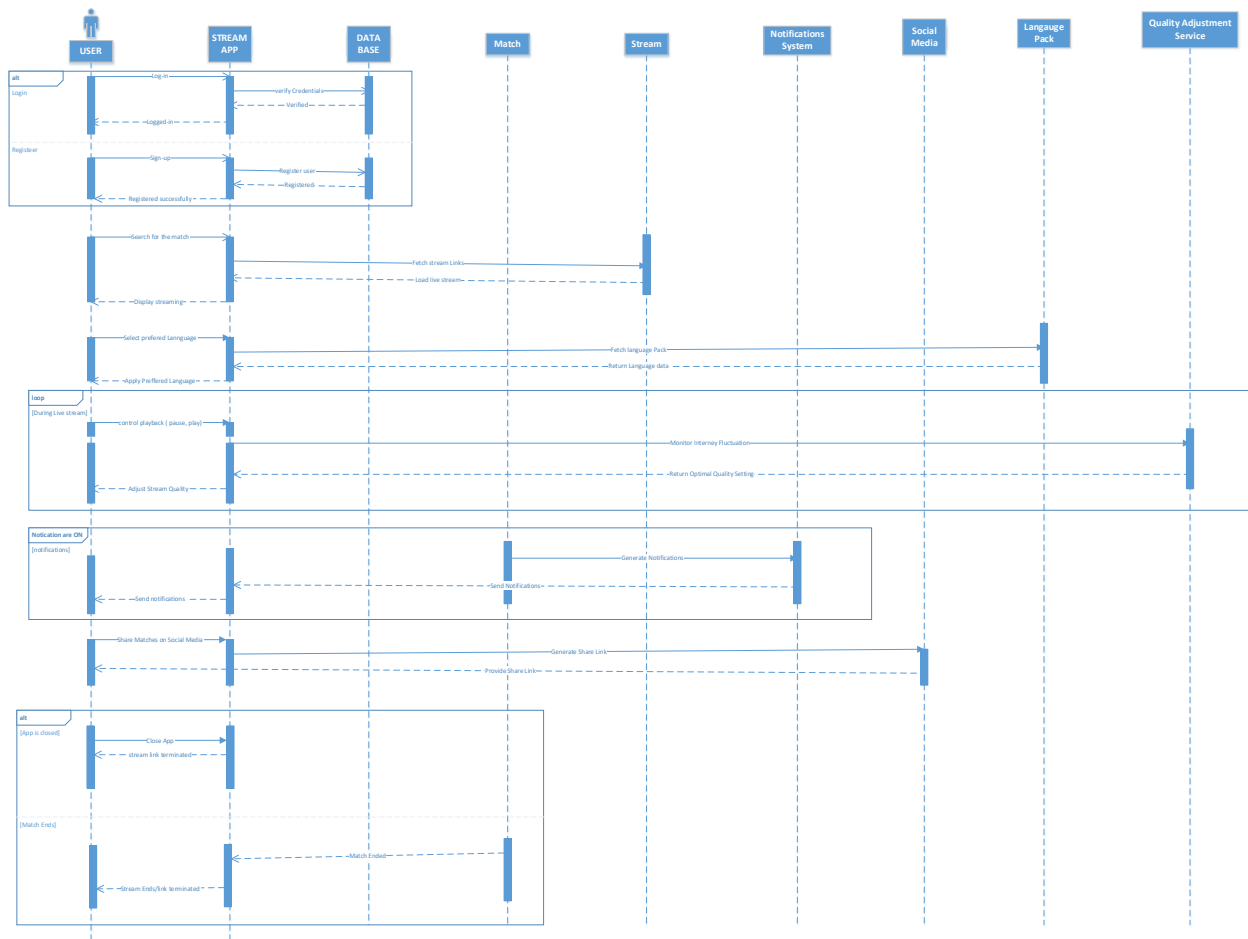 USER
STREAM
APP
DATA
BASE
Match
Stream
Notifications
System
Social
Media
Langauge
Pack
Quality Adjustment
Service
alt
Login
Log-in
verify Credentials
Verified
Logged-in
Registeer
Sign-up
Register user
Registered
Registered successfully
Search for the match
Fetch stream Links
Load live stream
Display streaming
Select prefered Lannguage
Fetch language Pack
Return Language data
Apply Preffered Language
loop
[During Live stream]
control playback ( pause, play)
Monitor Interney Fluctuation
Return Optimal Quality Setting
Adjust Stream Quality
Notication are ON
[notifications]
Generate Notifications
Send Notifications
Send notifications
Share Matches on Social Media
Generate Share Link
Provide Share Link
alt
[App is closed]
Close App
stream link terminated
[Match Ends]
Match Ended
Stream Ends/link terminated